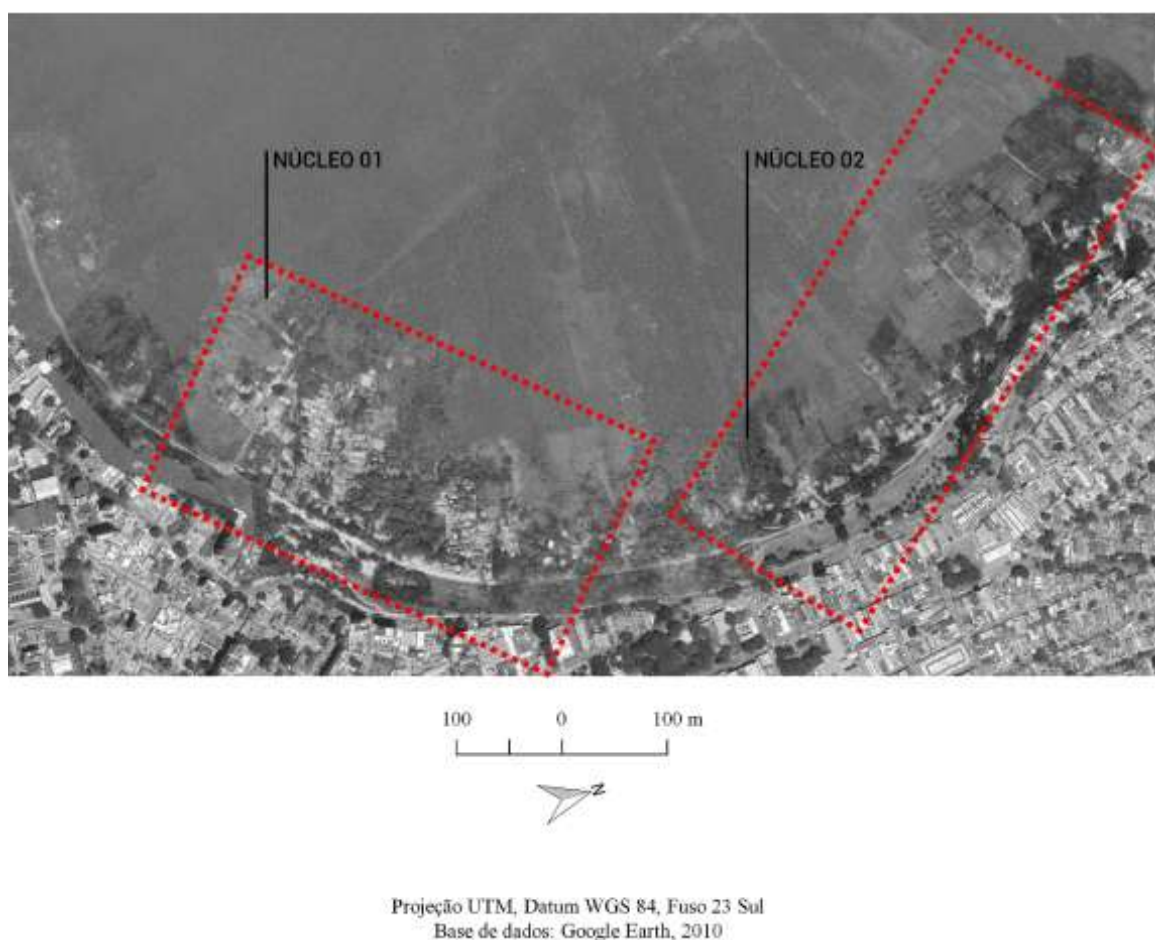 NÚCLEO 01
NÚCLEO 02
100 0 100 m
N
Projeção UTM, Datum WGS 84, Fuso 23 Sul
Base de dados: Google Earth, 2010